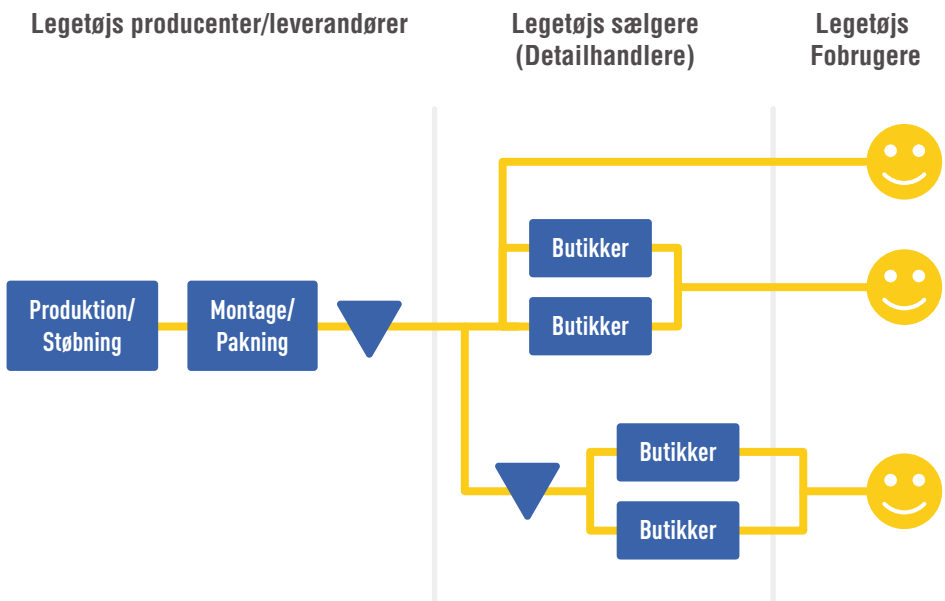 Legetøjs producenter/leverandører
Legetøjs sælgere
(Detailhandlere)
Legetøjs
Fobrugere
Butikker
Produktion/
Støbning
Montage/
Pakning
Butikker
Butikker
Butikker